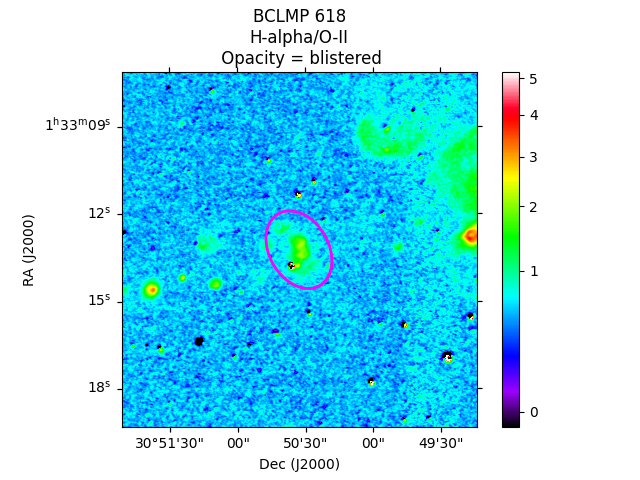 BCLMP 618
H-alpha/O-II
Opacity = blistered
1ʰ33ᵐ09ˢ
12ˢ
15ˢ
18ˢ
RA (J2000)
30°51'30" 00" 50'30" 00" 49'30"
Dec (J2000)
5
4
3
2
1
0